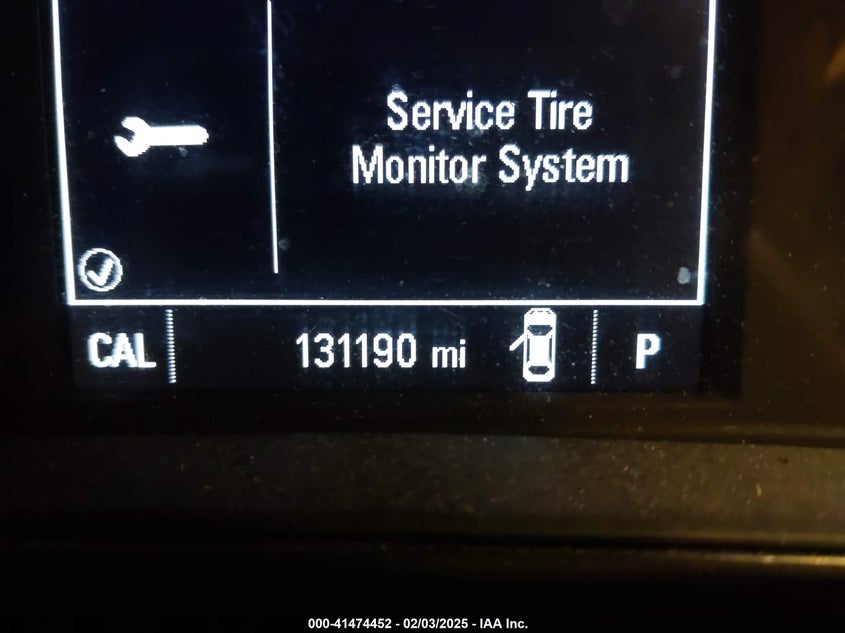 Service Tire
Monitor System
CAL 131190 mi P
000-41474452 - 02/03/2025 - IAA Inc.